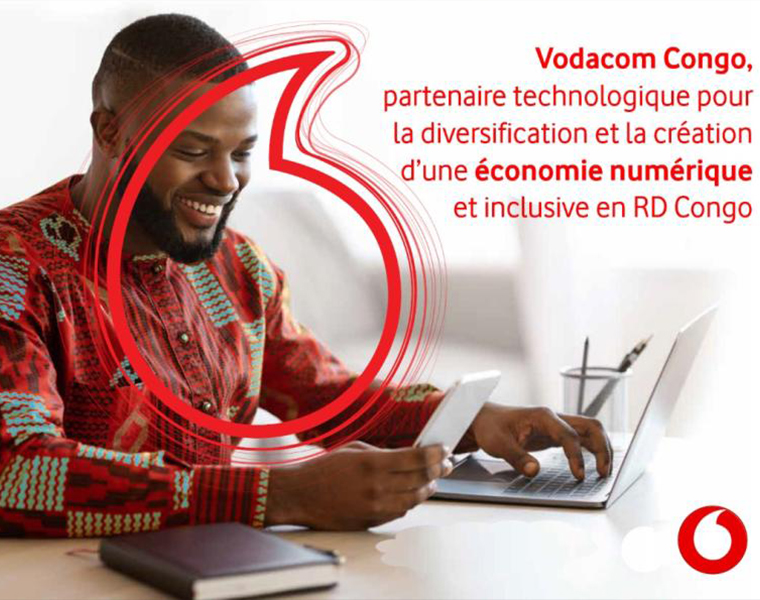 Vodacom Congo,
partenaire technologique pour
la diversification et la création
d’une économie numérique
et inclusive en RD Congo